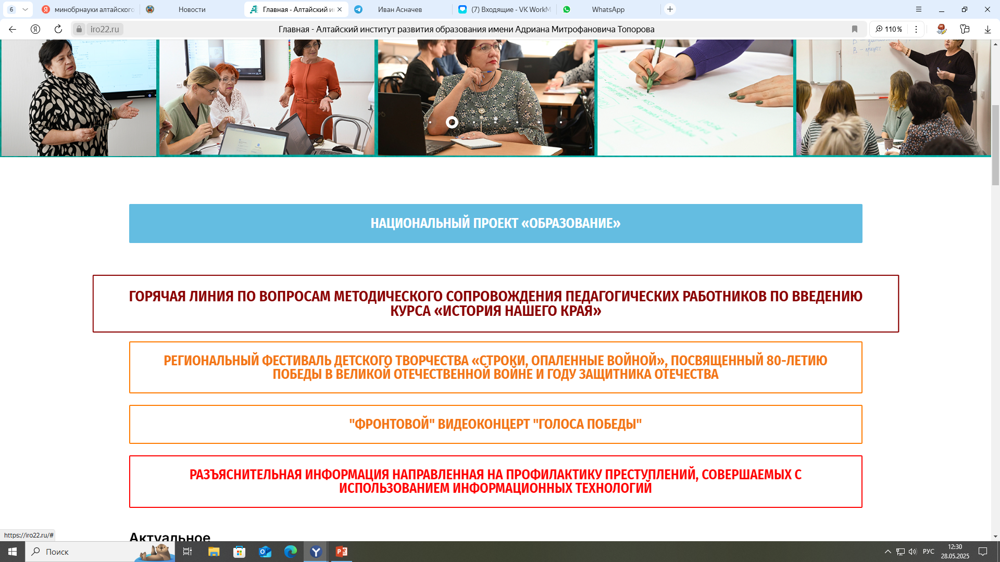 6
минобрнауки алтайского
Новости
Главная - Алтайский и
Иван Асначев
(7) Входящие - VK WorkM
WhatsApp
iro22.ru
Главная - Алтайский институт развития образования имени Адриана Митрофановича Топорова
110 %
В - процесс
НАЦИОНАЛЬНЫЙ ПРОЕКТ «ОБРАЗОВАНИЕ»
ГОРЯЧАЯ ЛИНИЯ ПО ВОПРОСАМ МЕТОДИЧЕСКОГО СОПРОВОЖДЕНИЯ ПЕДАГОГИЧЕСКИХ РАБОТНИКОВ ПО ВВЕДЕНИЮ
КУРСА «ИСТОРИЯ НАШЕГО КРАЯ»
РЕГИОНАЛЬНЫЙ ФЕСТИВАЛЬ ДЕТСКОГО ТВОРЧЕСТВА «СТРОКИ, ОПАЛЕННЫЕ ВОЙНОЙ», ПОСВЯЩЕННЫЙ 80-ЛЕТИЮ
ПОБЕДЫ В ВЕЛИКОЙ ОТЕЧЕСТВЕННОЙ ВОЙНЕ И ГОДУ ЗАЩИТНИКА ОТЕЧЕСТВА
"ФРОНТОВОЙ" ВИДЕОКОНЦЕРТ "ГОЛОСА ПОБЕДЫ"
РАЗЪЯСНИТЕЛЬНАЯ ИНФОРМАЦИЯ НАПРАВЛЕННАЯ НА ПРОФИЛАКТИКУ ПРЕСТУПЛЕНИЙ, СОВЕРШАЕМЫХ С
ИСПОЛЬЗОВАНИЕМ ИНФОРМАЦИОННЫХ ТЕХНОЛОГИЙ
Актуальное
https://iro22.ru/#
Поиск
РУС
12:30
28.05.2025